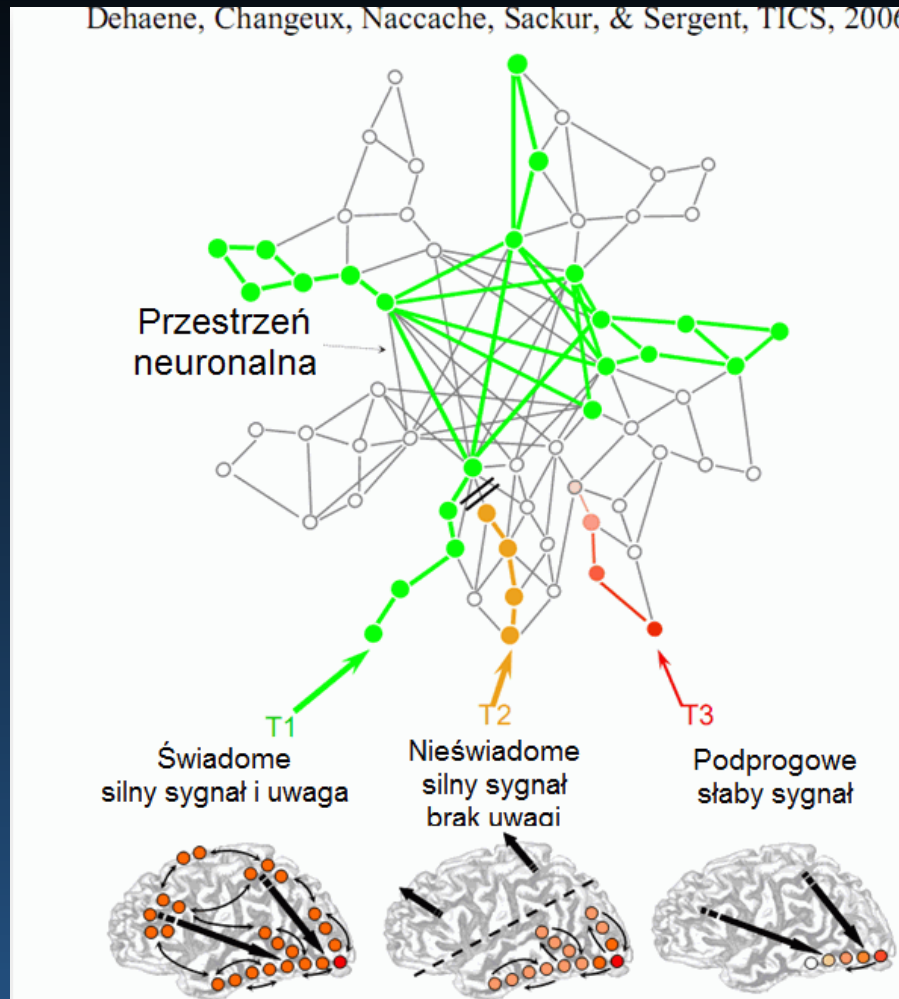 Dehaene, Changeux, Naccache, Sackur, & Sergent, TICS, 2006
Przestrzeń
neuronalna
T1
T2
T3
Świadome
silny sygnał i uwaga
Nieświadome
silny sygnał
brak uwagi
Podprogowe
słaby sygnał